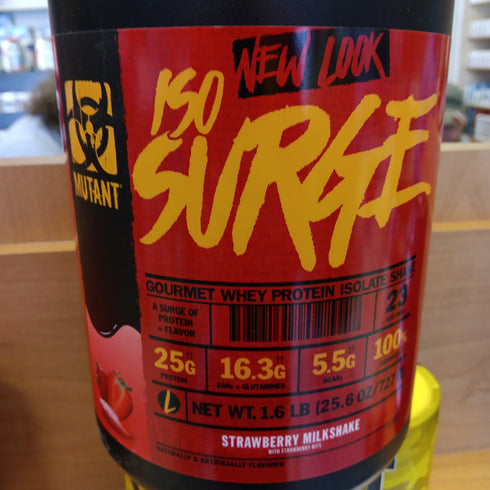 NEW LOOK
ISO
SURGE
MUTANT
GOURMET WHEY PROTEIN ISOLATE SHAKE
A SURGE OF
PROTEIN
+ FLAVOR
23
25G
PROTEIN
16.3G
EAAs + GLUTAMINE
5.5G
BCAAs
100%
NET WT. 1.6 LB (25.6 OZ/727
STRAWBERRY MILKSHAKE
WITH STRAWBERRY BITS
NATURALLY & ARTIFICIALLY FLAVORED